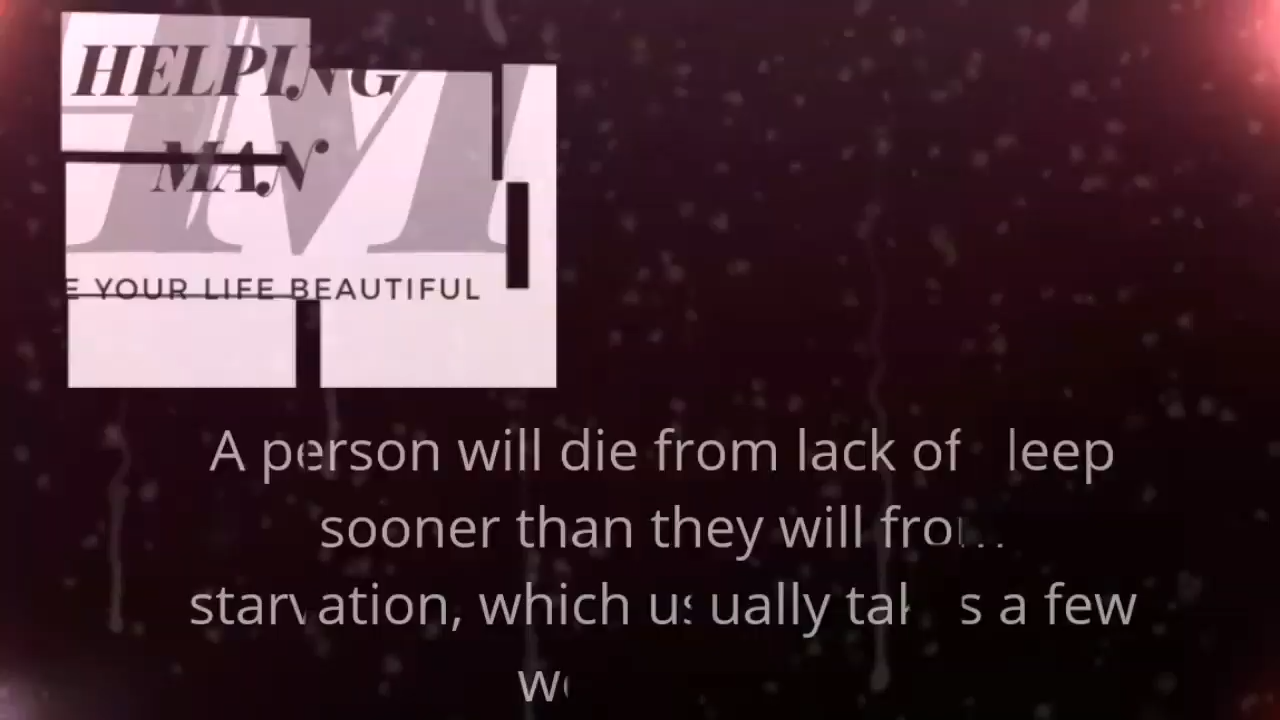 HELPING
MAN
E YOUR LIFE BEAUTIFUL
A person will die from lack of leep
sooner than they will
starvation, which usually a few